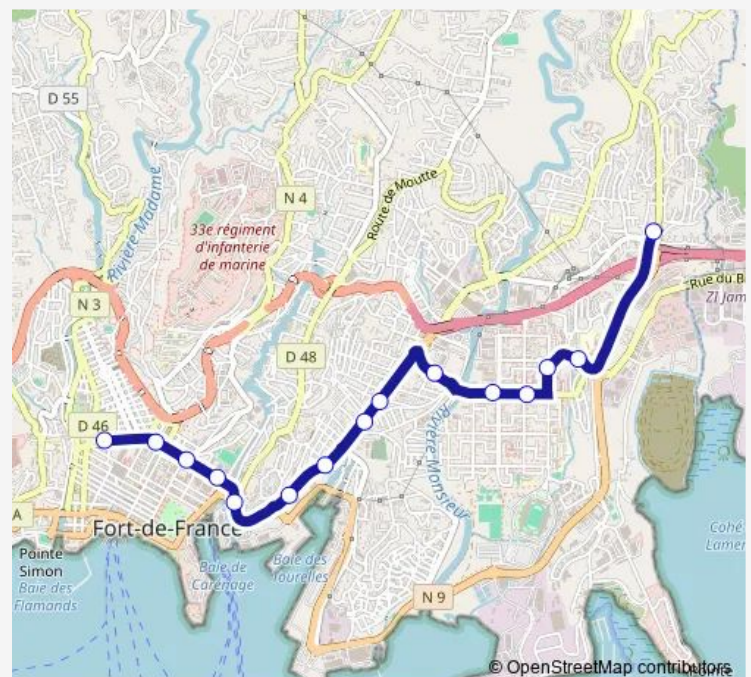 D 55
N 4
Route de Moutte
Rivière Madame
33e régiment
d'infanterie
de marine
N 3
Rue du B
ZI Jam
D 48
D 46
Rivière Monsieur
A
Fort-de-France
Pointe
Simon
Baie des
Flamands
Baie de
Carénage
Baie des
Tourelles
Cohé
Lamen
N 9
© OpenStreetMap contributors
Pointe